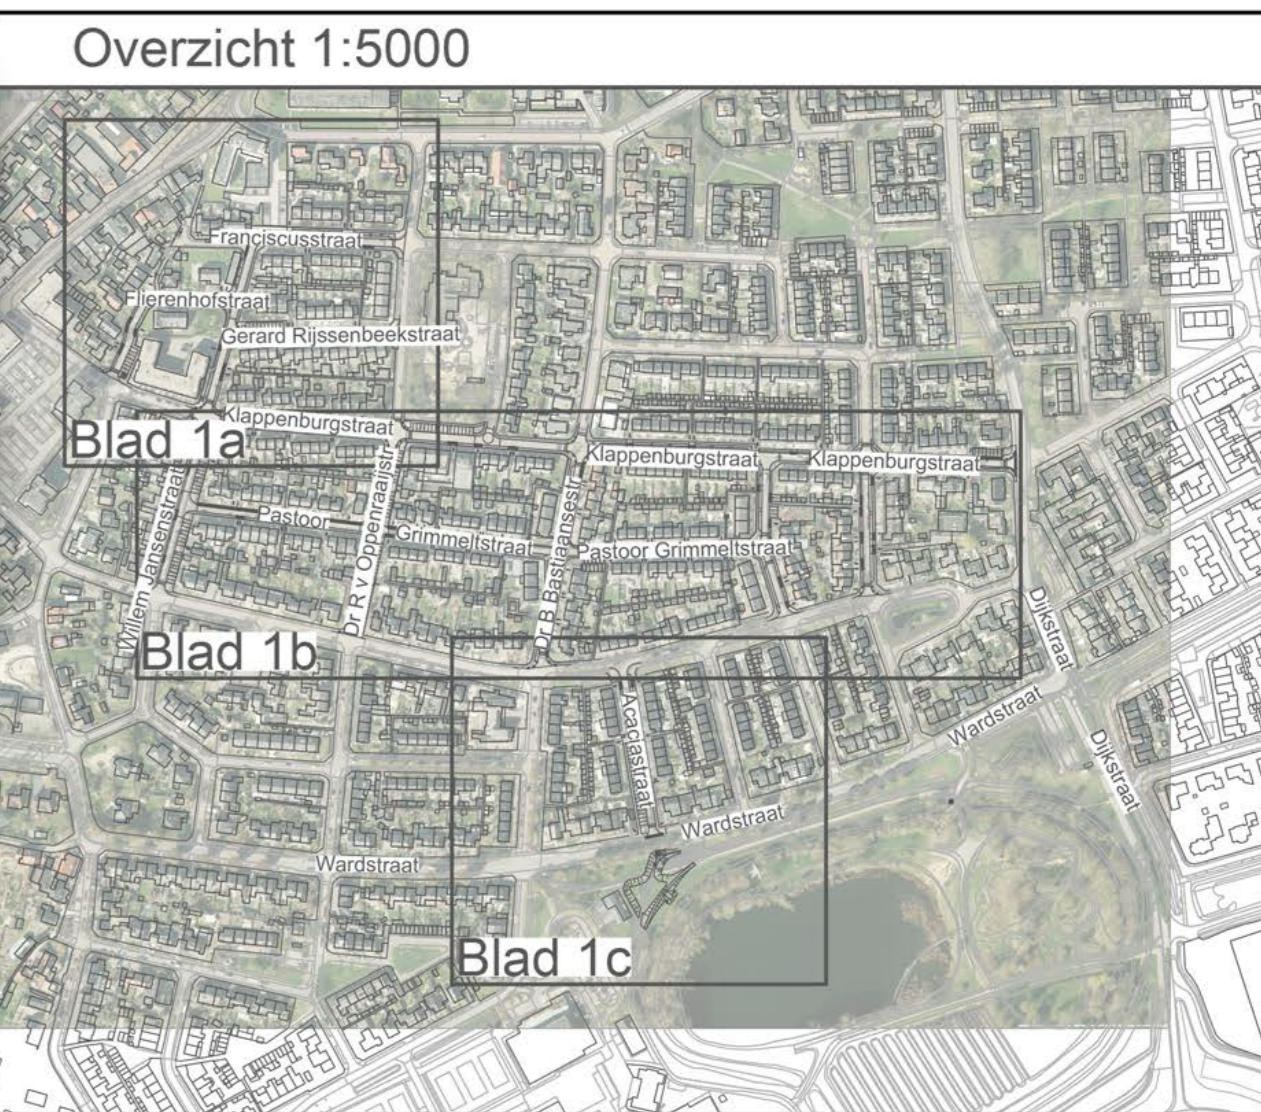 Overzicht 1:5000
Franciscusstraat
Flierenhofstraat
Gerard Rijssenbeekstraat
Klappenburgstraat
Blad 1a
Klappenburgstraat
Klappenburgstraat
Willem Jansenstraat
Pastoor
Dr R v Oppenraaijstr
Grimmeltstraat
Dr B Bastiaansestr
Pastoor Grimmeltstraat
Blad 1b
Dijkstraat
Wardstraat
Acaciastraat
Dijkstraat
Wardstraat
Wardstraat
Blad 1c